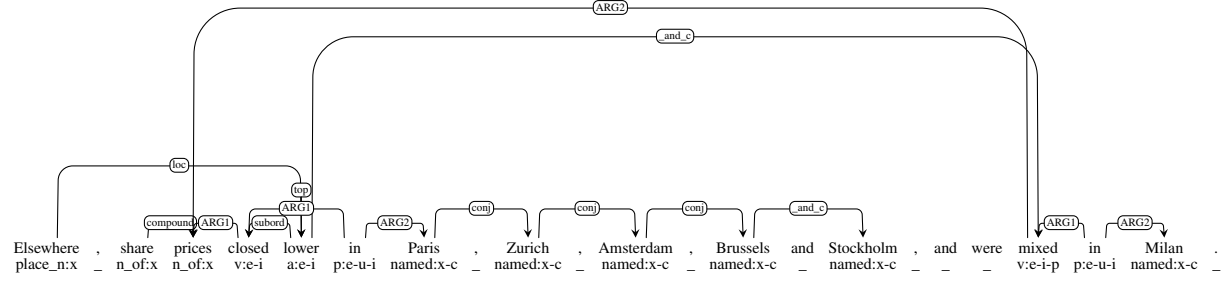 ARG2
_and_c
loc
top
compound ARG1 subord ARG1 ARG2 conj conj conj _and_c ARG1 ARG2
Elsewhere , share prices closed lower in Paris , Zurich , Amsterdam , Brussels and Stockholm , and were mixed in Milan .
place_n:x _ n_of:x n_of:x v:e-i a:e-i p:e-u-i named:x-c _ named:x-c _ named:x-c _ named:x-c _ named:x-c _ _ _ v:e-i-p p:e-u-i named:x-c _